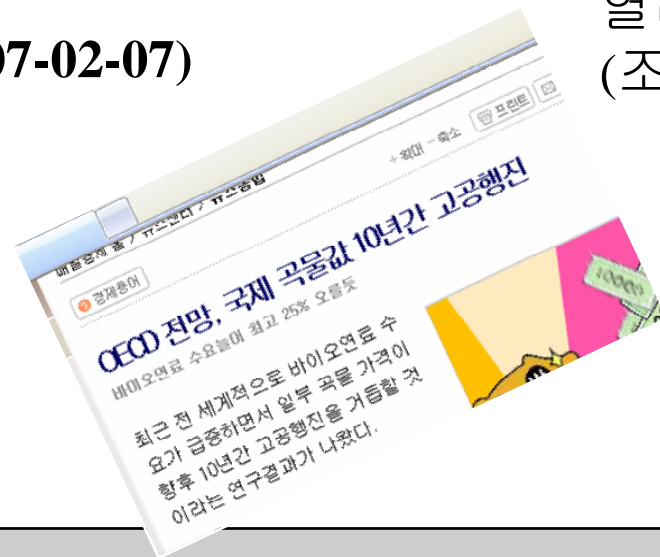 07-02-07)
(조
+ 확대 - 축소 프린트
매일경제 홈 / 뉴스센터 / 뉴스종합
경제용어
OECD 전망, 국제 곡물값 10년간 고공행진
바이오연료 수요늘어 최고 25% 오를듯
최근 전 세계적으로 바이오연료 수
요가 급증하면서 일부 곡물 가격이
향후 10년간 고공행진을 거듭할 것
이라는 연구결과가 나왔다.
10000